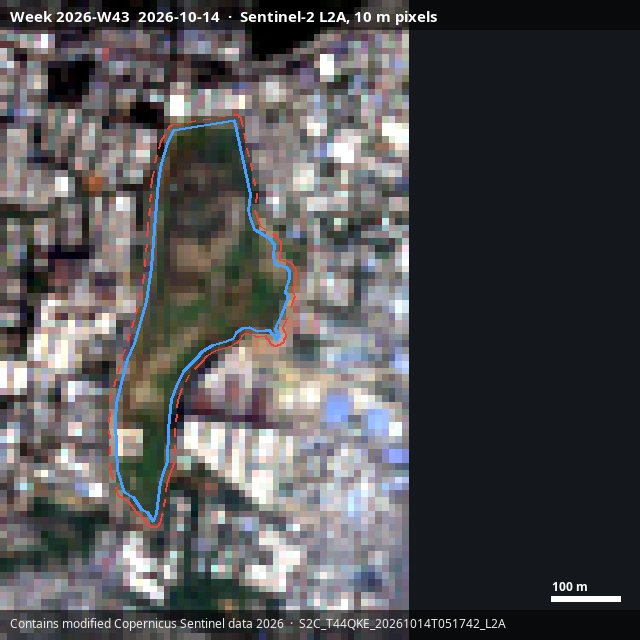 Week 2026-W43  2026-10-14  ·  Sentinel-2 L2A, 10 m pixels
100 m
Contains modified Copernicus Sentinel data 2026  ·  S2C_T44QKE_20261014T051742_L2A